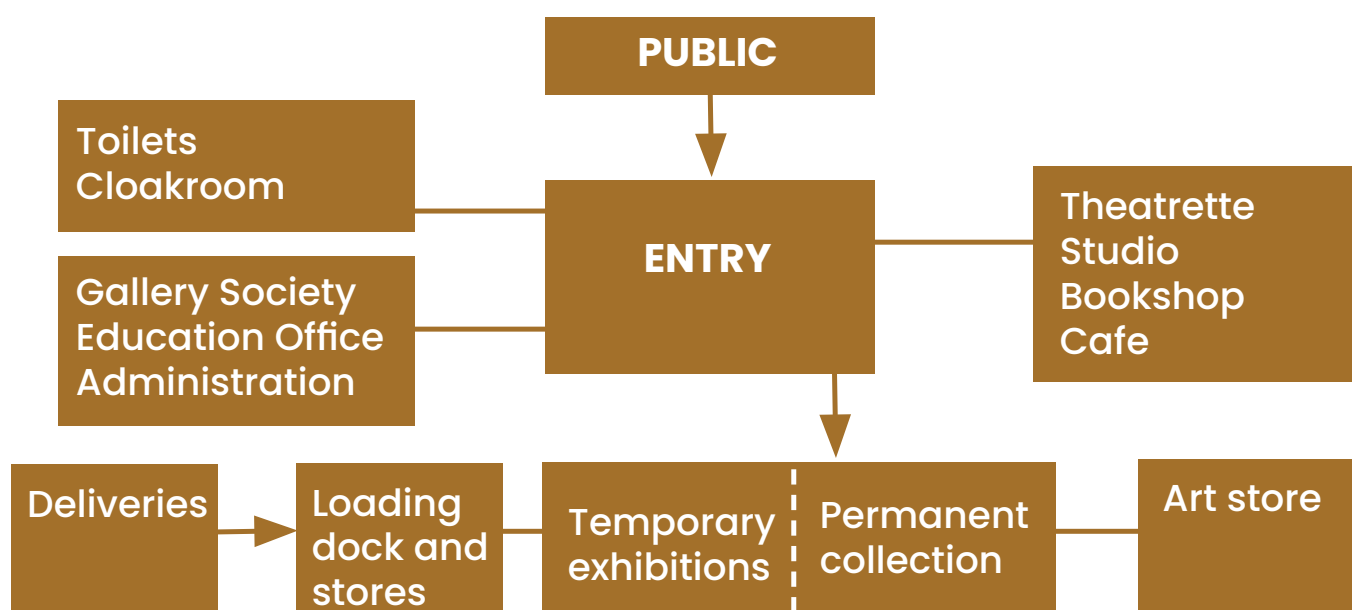 PUBLIC
Toilets
Cloakroom
ENTRY
Theatrette
Studio
Bookshop
Cafe
Gallery Society
Education Office
Administration
Deliveries
Loading
dock and
stores
Temporary
exhibitions
Permanent
collection
Art store